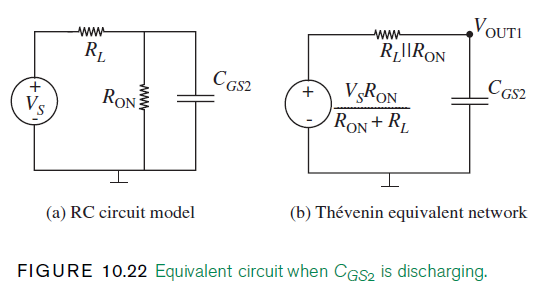 R_L
+
V_S
-
R_ON
C_GS2
(a) RC circuit model
V_OUT1
R_L||R_ON
+
-
V_S R_ON
R_ON + R_L
C_GS2
(b) Thévenin equivalent network
FIGURE 10.22 Equivalent circuit when C_GS2 is discharging.